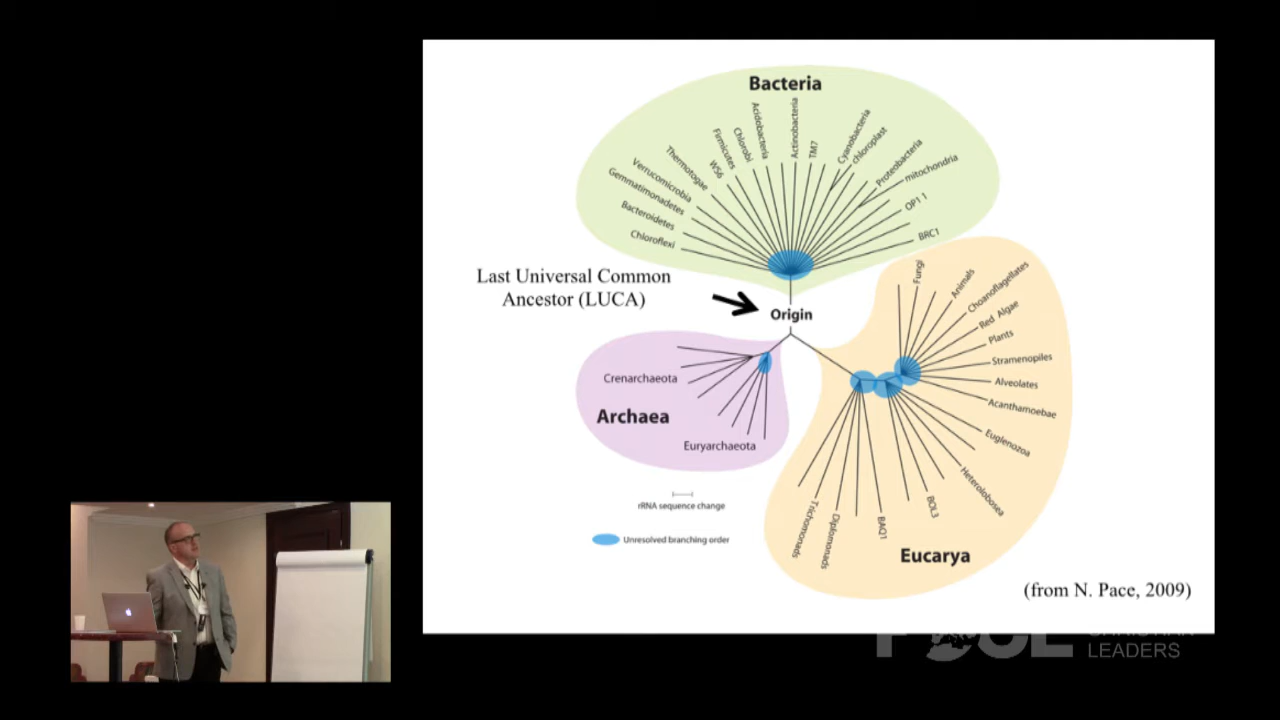 Bacteria
Acidobacteria
Actinobacteria
Chlorobi
Firmicutes
WS6
TM7
Cyanobacteria
chloroplast
Thermotogae
Verrucomicrobia
Gemmatimonadetes
Bacteroidetes
Chloroflexi
Proteobacteria
mitochondria
OP11
BRC1
Last Universal Common
Ancestor (LUCA)
Origin
Fungi
Animals
Choanoflagellates
Red Algae
Plants
Stramenopiles
Alveolates
Acanthamoebae
Euglenozoa
Heterolobosea
BOL3
BAQ1
Diplomonads
Trichomonads
Eucarya
Crenarchaeota
Archaea
Euryarchaeota
rRNA sequence change
Unresolved branching order
(from N. Pace, 2009)
LEADERS